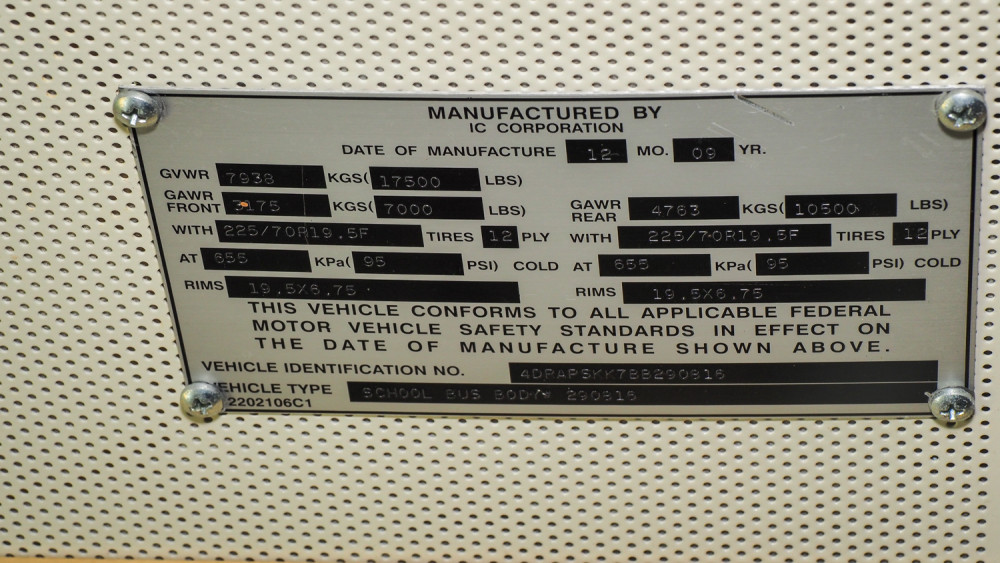 MANUFACTURED BY
IC CORPORATION
DATE OF MANUFACTURE 12 MO. 09 YR.
GVWR 7938 KGS( 17500 LBS)
GAWR FRONT 3175 KGS( 7000 LBS) GAWR REAR 4763 KGS( 10500 LBS)
WITH 225/70R19.5F TIRES 12 PLY WITH 225/70R19.5F TIRES 12 PLY
AT 655 KPa( 95 PSI) COLD AT 655 KPa( 95 PSI) COLD
RIMS 19.5X6.75 RIMS 19.5X6.75
THIS VEHICLE CONFORMS TO ALL APPLICABLE FEDERAL
MOTOR VEHICLE SAFETY STANDARDS IN EFFECT ON
THE DATE OF MANUFACTURE SHOWN ABOVE.
VEHICLE IDENTIFICATION NO.
VEHICLE TYPE SCHOOL BUS BODY# 290816
2202106C1